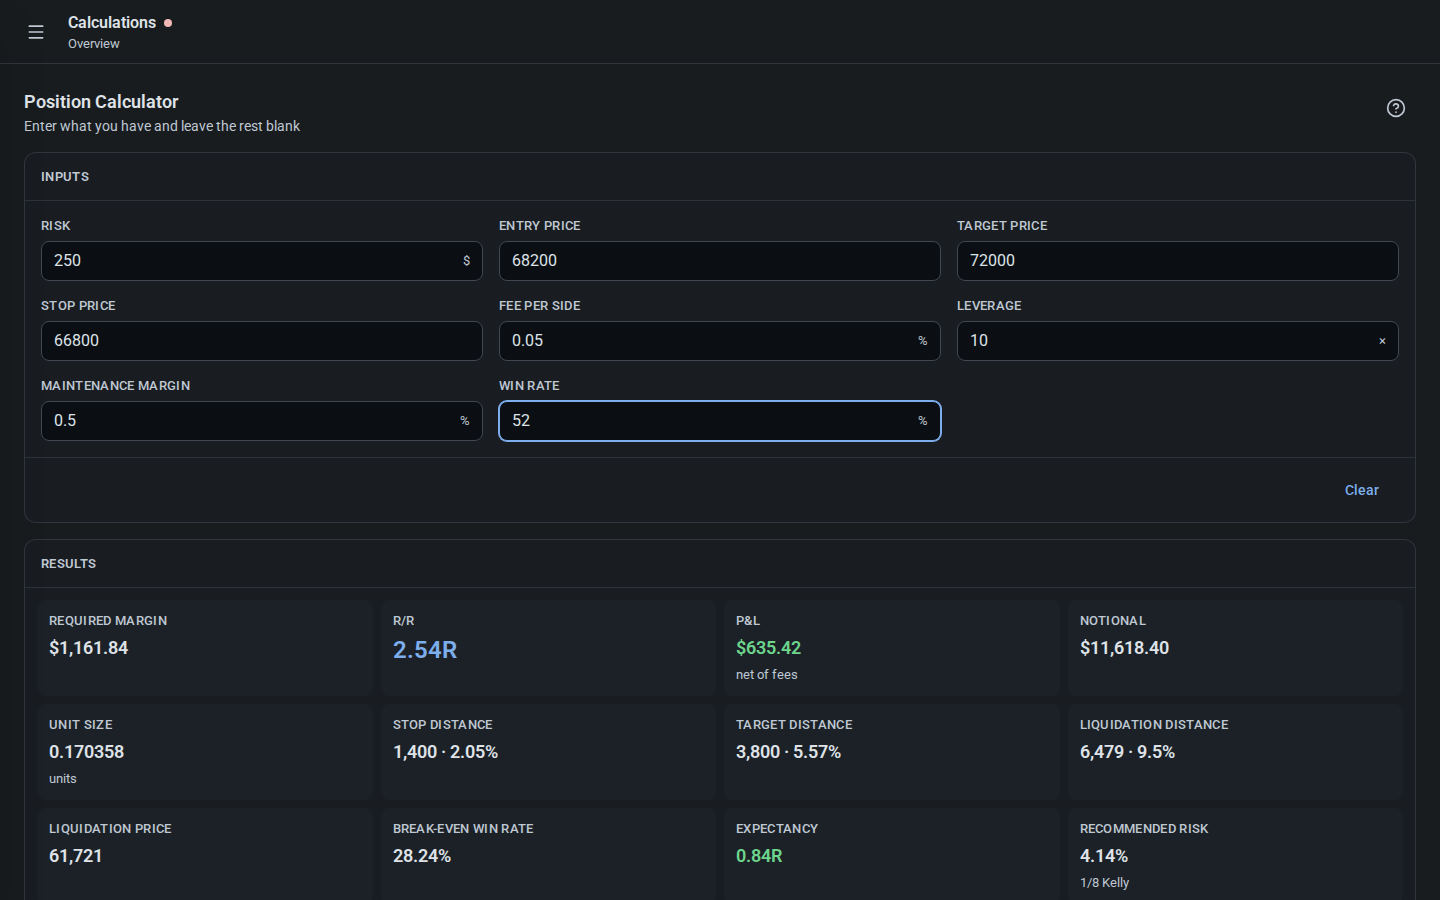 Calculations
Overview
Position Calculator
Enter what you have and leave the rest blank
INPUTS
RISK
250 $
ENTRY PRICE
68200
TARGET PRICE
72000
STOP PRICE
66800
FEE PER SIDE
0.05 %
LEVERAGE
10 ×
MAINTENANCE MARGIN
0.5 %
WIN RATE
52 %
Clear
RESULTS
REQUIRED MARGIN
$1,161.84
R/R
2.54R
P&L
$635.42
net of fees
NOTIONAL
$11,618.40
UNIT SIZE
0.170358
units
STOP DISTANCE
1,400 · 2.05%
TARGET DISTANCE
3,800 · 5.57%
LIQUIDATION DISTANCE
6,479 · 9.5%
LIQUIDATION PRICE
61,721
BREAK-EVEN WIN RATE
28.24%
EXPECTANCY
0.84R
RECOMMENDED RISK
4.14%
1/8 Kelly